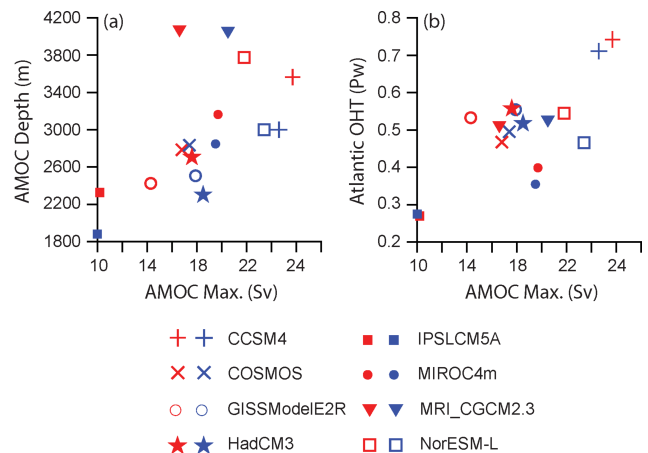 (a)
4200
3800
3400
3000
2600
2200
1800
AMOC Depth (m)
10 14 18 22 24
AMOC Max. (Sv)
(b)
0.8
0.7
0.6
0.5
0.4
0.3
0.2
Atlantic OHT (Pw)
10 14 18 22 24
AMOC Max. (Sv)
CCSM4 IPSLCM5A
COSMOS MIROC4m
GISSModelE2R MRI_CGCM2.3
HadCM3 NorESM-L